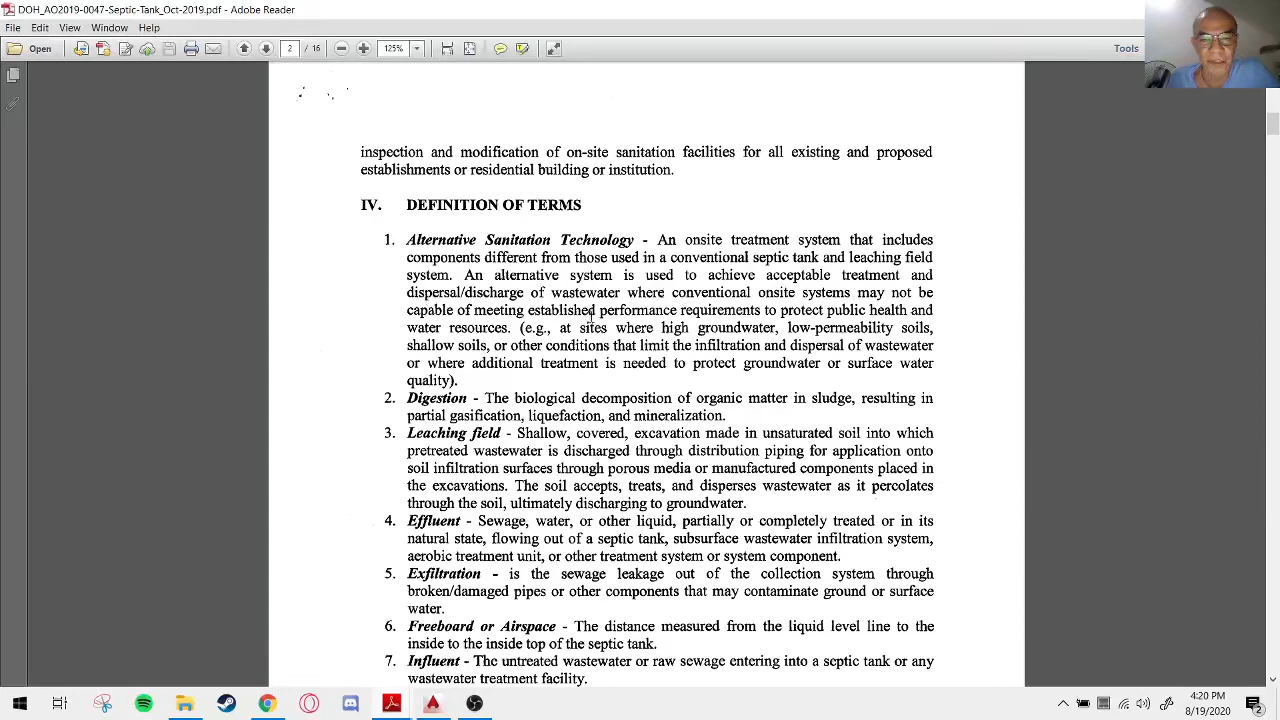 DOH_AO2019-0047-Septic-Tank_Oct-2019.pdf - Adobe Reader
File Edit View Window Help
Open 2 / 16 125% Tools
inspection and modification of on-site sanitation facilities for all existing and proposed
establishments or residential building or institution.
IV. DEFINITION OF TERMS
1. Alternative Sanitation Technology - An onsite treatment system that includes
components different from those used in a conventional septic tank and leaching field
system. An alternative system is used to achieve acceptable treatment and
dispersal/discharge of wastewater where conventional onsite systems may not be
capable of meeting established performance requirements to protect public health and
water resources. (e.g., at sites where high groundwater, low-permeability soils,
shallow soils, or other conditions that limit the infiltration and dispersal of wastewater
or where additional treatment is needed to protect groundwater or surface water
quality).
2. Digestion - The biological decomposition of organic matter in sludge, resulting in
partial gasification, liquefaction, and mineralization.
3. Leaching field - Shallow, covered, excavation made in unsaturated soil into which
pretreated wastewater is discharged through distribution piping for application onto
soil infiltration surfaces through porous media or manufactured components placed in
the excavations. The soil accepts, treats, and disperses wastewater as it percolates
through the soil, ultimately discharging to groundwater.
4. Effluent - Sewage, water, or other liquid, partially or completely treated or in its
natural state, flowing out of a septic tank, subsurface wastewater infiltration system,
aerobic treatment unit, or other treatment system or system component.
5. Exfiltration - is the sewage leakage out of the collection system through
broken/damaged pipes or other components that may contaminate ground or surface
water.
6. Freeboard or Airspace - The distance measured from the liquid level line to the
inside to the inside top of the septic tank.
7. Influent - The untreated wastewater or raw sewage entering into a septic tank or any
wastewater treatment facility.
4:20 PM
8/19/2020
2